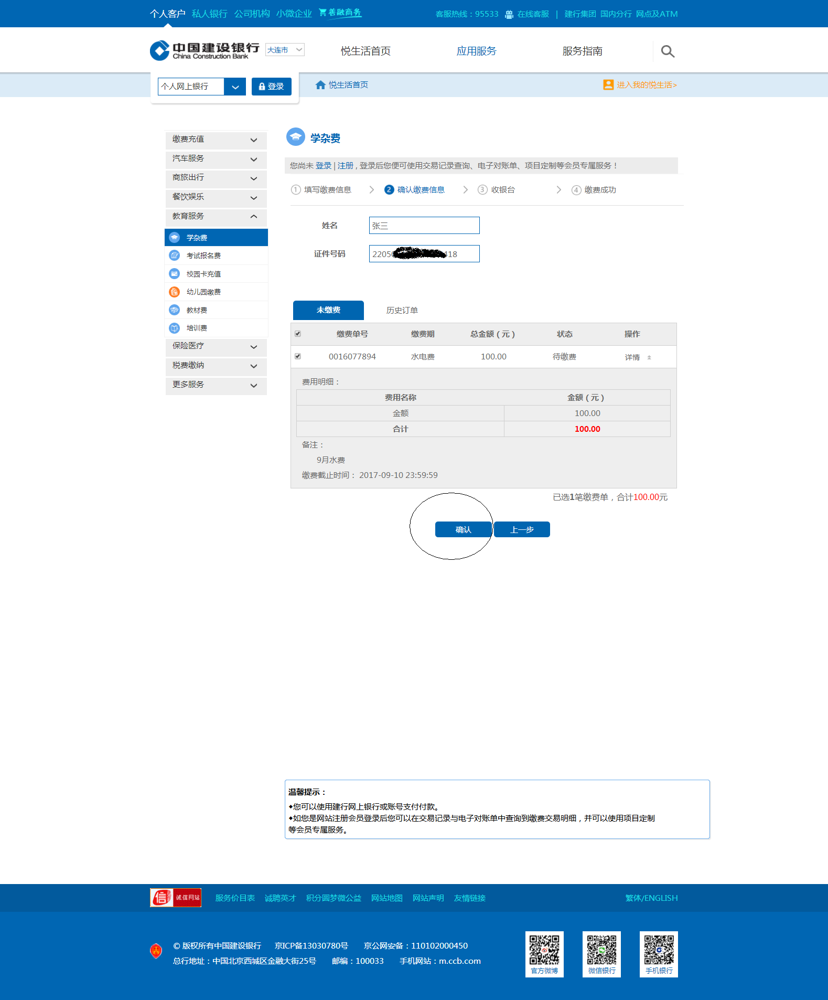 个人客户 私人银行 公司机构 小微企业 善融商务 客服热线：95533 在线客服 | 建行集团 国内分行 网点及ATM
中国建设银行
China Construction Bank
大连市 悦生活首页 应用服务 服务指南
个人网上银行 登录 悦生活首页 进入我的悦生活>
缴费充值
汽车服务
商旅出行
餐饮娱乐
教育服务
学杂费
考试报名费
校园卡充值
幼儿园缴费
教材费
培训费
保险医疗
税费缴纳
更多服务
学杂费
您尚未 登录 | 注册 , 登录后您便可使用交易记录查询、电子对账单、项目定制等会员专属服务！
1 填写缴费信息 2 确认缴费信息 3 收银台 4 缴费成功
姓名 张三
证件号码 2205 418
未缴费 历史订单
缴费单号 缴费期 总金额（元） 状态 操作
0016077894 水电费 100.00 待缴费 详情
费用明细：
费用名称 金额（元）
金额 100.00
合计 100.00
备注：
9月水费
缴费截止时间： 2017-09-10 23:59:59
已选1笔缴费单，合计100.00元
确认 上一步
温馨提示：
◆您可以使用建行网上银行或账号支付付款。
◆如您是网站注册会员登录后您可以在交易记录与电子对账单中查询到缴费交易明细，并可以使用项目定制
等会员专属服务。
信 诚信网站 服务价目表 诚聘英才 积分圆梦微公益 网站地图 网站声明 友情链接 繁体/ENGLISH
© 版权所有中国建设银行 京ICP备13030780号 京公网安备：110102000450
总行地址：中国北京西城区金融大街25号 邮编：100033 手机网站：m.ccb.com
官方微博 微信银行 手机银行